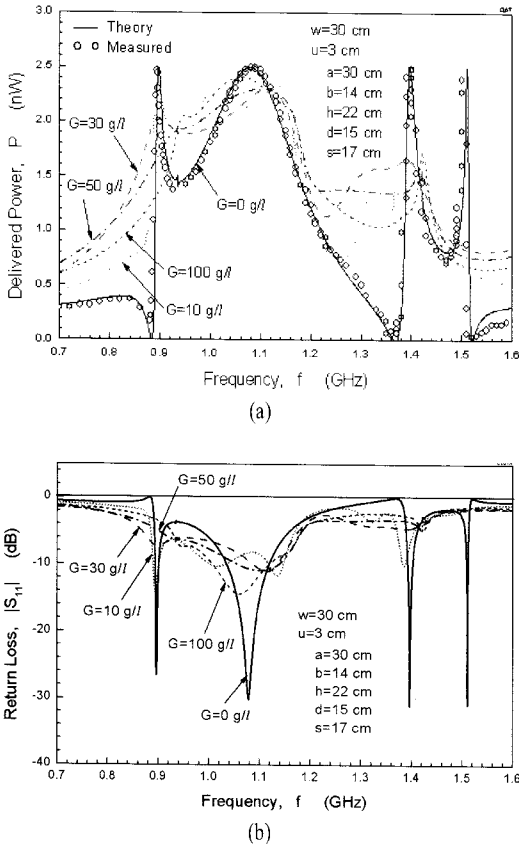 (a)
Theory
Measured
w=30 cm
u=3 cm
a=30 cm
b=14 cm
h=22 cm
d=15 cm
s=17 cm
G=30 g/l
G=50 g/l
G=0 g/l
G=100 g/l
G=10 g/l
Delivered Power, P (nW)
3.0
2.5
2.0
1.5
1.0
0.5
0.0
0.7 0.8 0.9 1.0 1.1 1.2 1.3 1.4 1.5 1.6
Frequency, f (GHz)
(a)
G=50 g/l
G=30 g/l
G=10 g/l
G=100 g/l
G=0 g/l
w=30 cm
u=3 cm
a=30 cm
b=14 cm
h=22 cm
d=15 cm
s=17 cm
Return Loss, |S11| (dB)
0
-10
-20
-30
-40
0.7 0.8 0.9 1.0 1.1 1.2 1.3 1.4 1.5 1.6
Frequency, f (GHz)
(b)